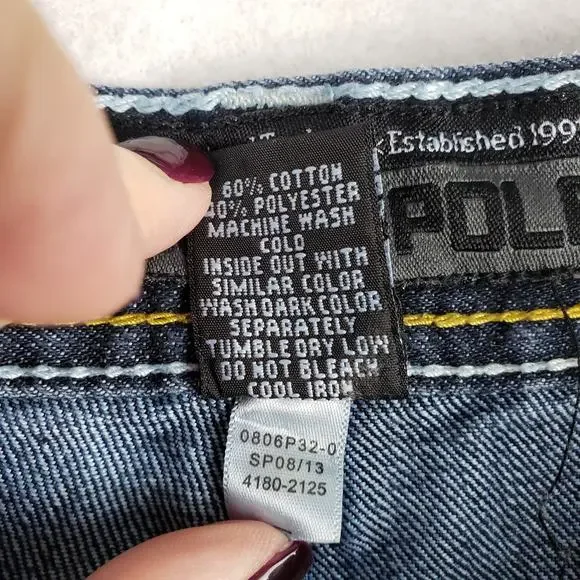 Established 1991
POL
60% COTTON
40% POLYESTER
MACHINE WASH
COLD
INSIDE OUT WITH
SIMILAR COLOR
WASH DARK COLOR
SEPARATELY
TUMBLE DRY LOW
DO NOT BLEACH
COOL IRON
0806P32-0
SP08/13
4180-2125